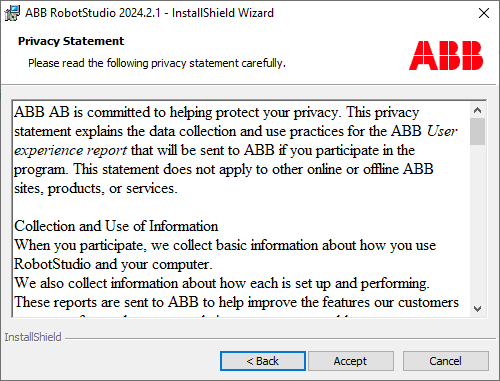 ABB RobotStudio 2024.2.1 - InstallShield Wizard
Privacy Statement
Please read the following privacy statement carefully.
ABB
ABB AB is committed to helping protect your privacy. This privacy
statement explains the data collection and use practices for the ABB User
experience report that will be sent to ABB if you participate in the
program. This statement does not apply to other online or offline ABB
sites, products, or services.
Collection and Use of Information
When you participate, we collect basic information about how you use
RobotStudio and your computer.
We also collect information about how each is set up and performing.
These reports are sent to ABB to help improve the features our customers
InstallShield
< Back
Accept
Cancel